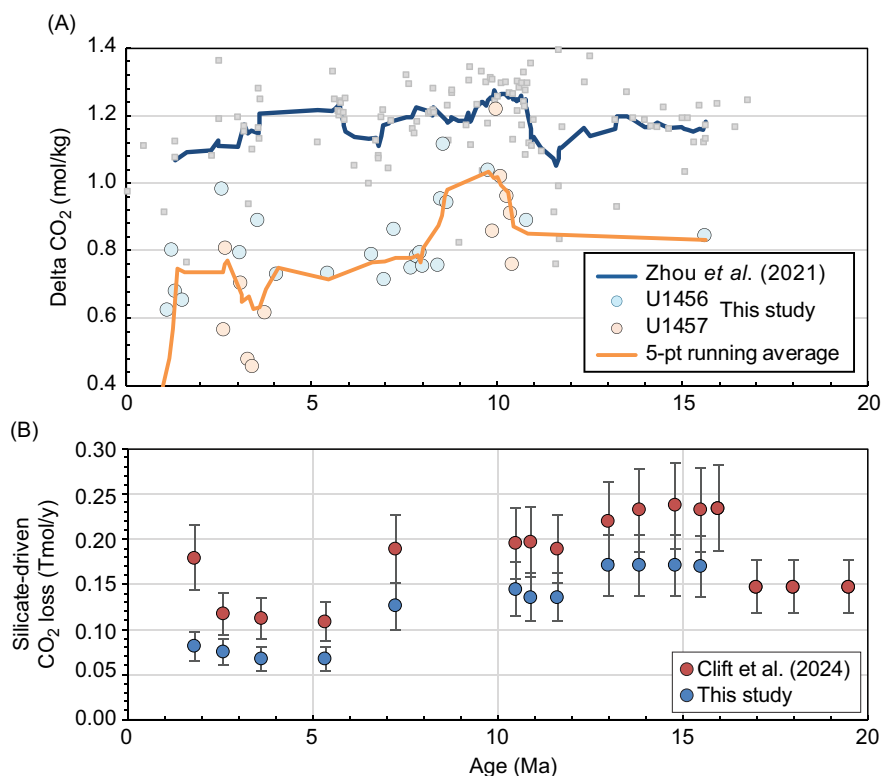 (A)
1.4
1.2
1.0
0.8
0.6
0.4
Delta CO2 (mol/kg)
Zhou et al. (2021)
U1456
This study
U1457
5-pt running average
0 5 10 15 20
(B)
0.30
0.25
0.20
0.15
0.10
0.05
0.00
Silicate-driven
CO2 loss (Tmol/y)
Clift et al. (2024)
This study
0 5 10 15 20
Age (Ma)